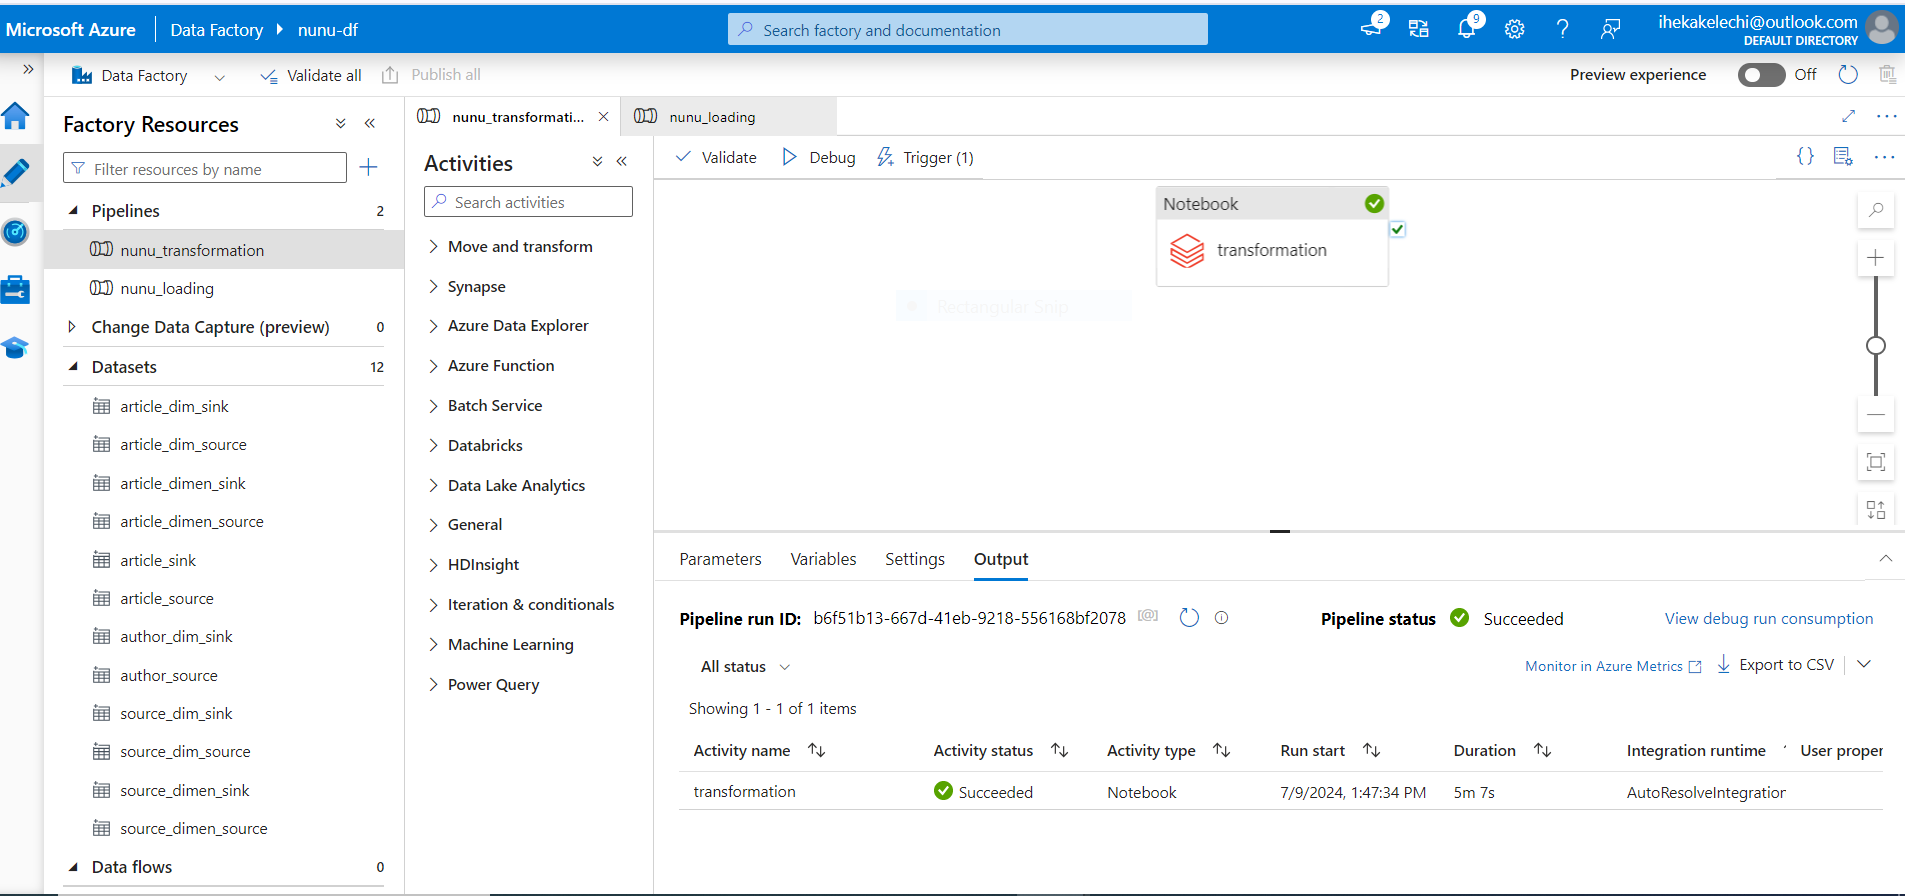 Microsoft Azure
Data Factory
nunu-df
Search factory and documentation
2
9
ihekakelechi@outlook.com
DEFAULT DIRECTORY
Data Factory
Validate all
Publish all
Preview experience
Off
Factory Resources
Filter resources by name
Pipelines 2
nunu_transformation
nunu_loading
Change Data Capture (preview) 0
Datasets 12
article_dim_sink
article_dim_source
article_dimen_sink
article_dimen_source
article_sink
article_source
author_dim_sink
author_source
source_dim_sink
source_dim_source
source_dimen_sink
source_dimen_source
Data flows 0
nunu_transformati...
nunu_loading
Activities
Search activities
Move and transform
Synapse
Azure Data Explorer
Azure Function
Batch Service
Databricks
Data Lake Analytics
General
HDInsight
Iteration & conditionals
Machine Learning
Power Query
Validate
Debug
Trigger (1)
Notebook
transformation
Rectangular Snip
Parameters
Variables
Settings
Output
Pipeline run ID: b6f51b13-667d-41eb-9218-556168bf2078
Pipeline status Succeeded
View debug run consumption
All status
Monitor in Azure Metrics
Export to CSV
Showing 1 - 1 of 1 items
Activity name Activity status Activity type Run start Duration Integration runtime User proper
transformation Succeeded Notebook 7/9/2024, 1:47:34 PM 5m 7s AutoResolveIntegration